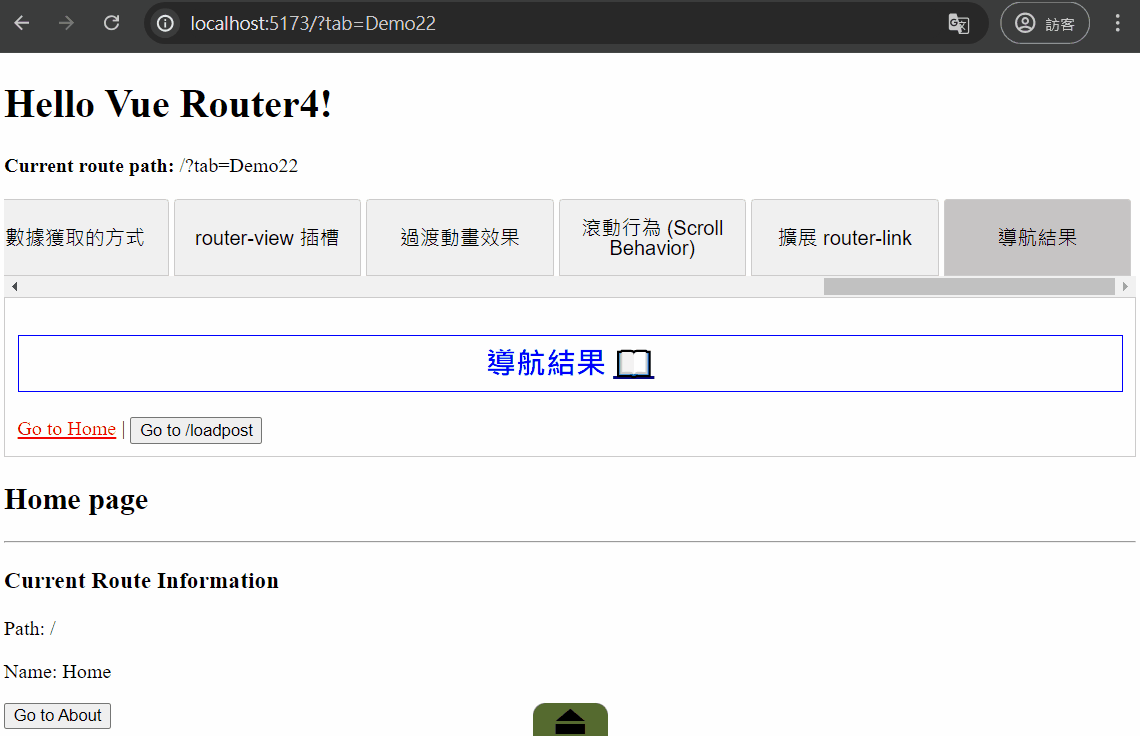 localhost:5173/?tab=Demo22
訪客
Hello Vue Router4!
Current route path: /?tab=Demo22
數據獲取的方式
router-view 插槽
過渡動畫效果
滾動行為 (Scroll
Behavior)
擴展 router-link
導航結果
導航結果 📖
Go to Home | Go to /loadpost
Home page
Current Route Information
Path: /
Name: Home
Go to About